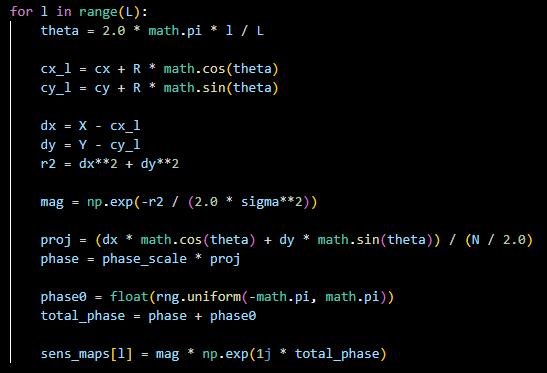 for l in range(L):
    theta = 2.0 * math.pi * l / L
    cx_l = cx + R * math.cos(theta)
    cy_l = cy + R * math.sin(theta)
    dx = X - cx_l
    dy = Y - cy_l
    r2 = dx**2 + dy**2
    mag = np.exp(-r2 / (2.0 * sigma**2))
    proj = (dx * math.cos(theta) + dy * math.sin(theta)) / (N / 2.0)
    phase = phase_scale * proj
    phase0 = float(rng.uniform(-math.pi, math.pi))
    total_phase = phase + phase0
    sens_maps[l] = mag * np.exp(1j * total_phase)